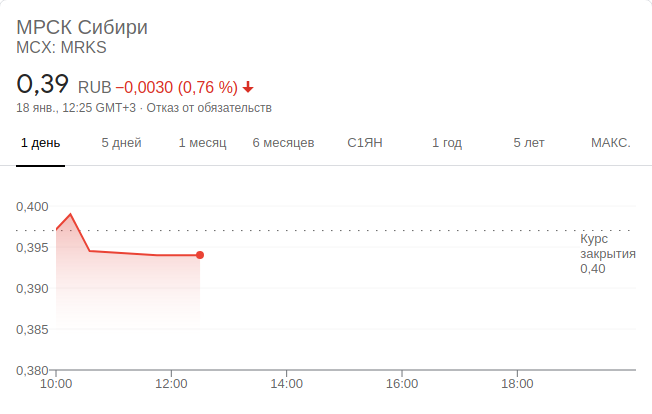 МРСК Сибири
MCX: MRKS
0,39 RUB −0,0030 (0,76 %)
18 янв., 12:25 GMT+3 · Отказ от обязательств
1 день 5 дней 1 месяц 6 месяцев С1ЯН 1 год 5 лет МАКС.
0,400
Курс
закрытия
0,40
0,395
0,390
0,385
0,380
10:00 12:00 14:00 16:00 18:00